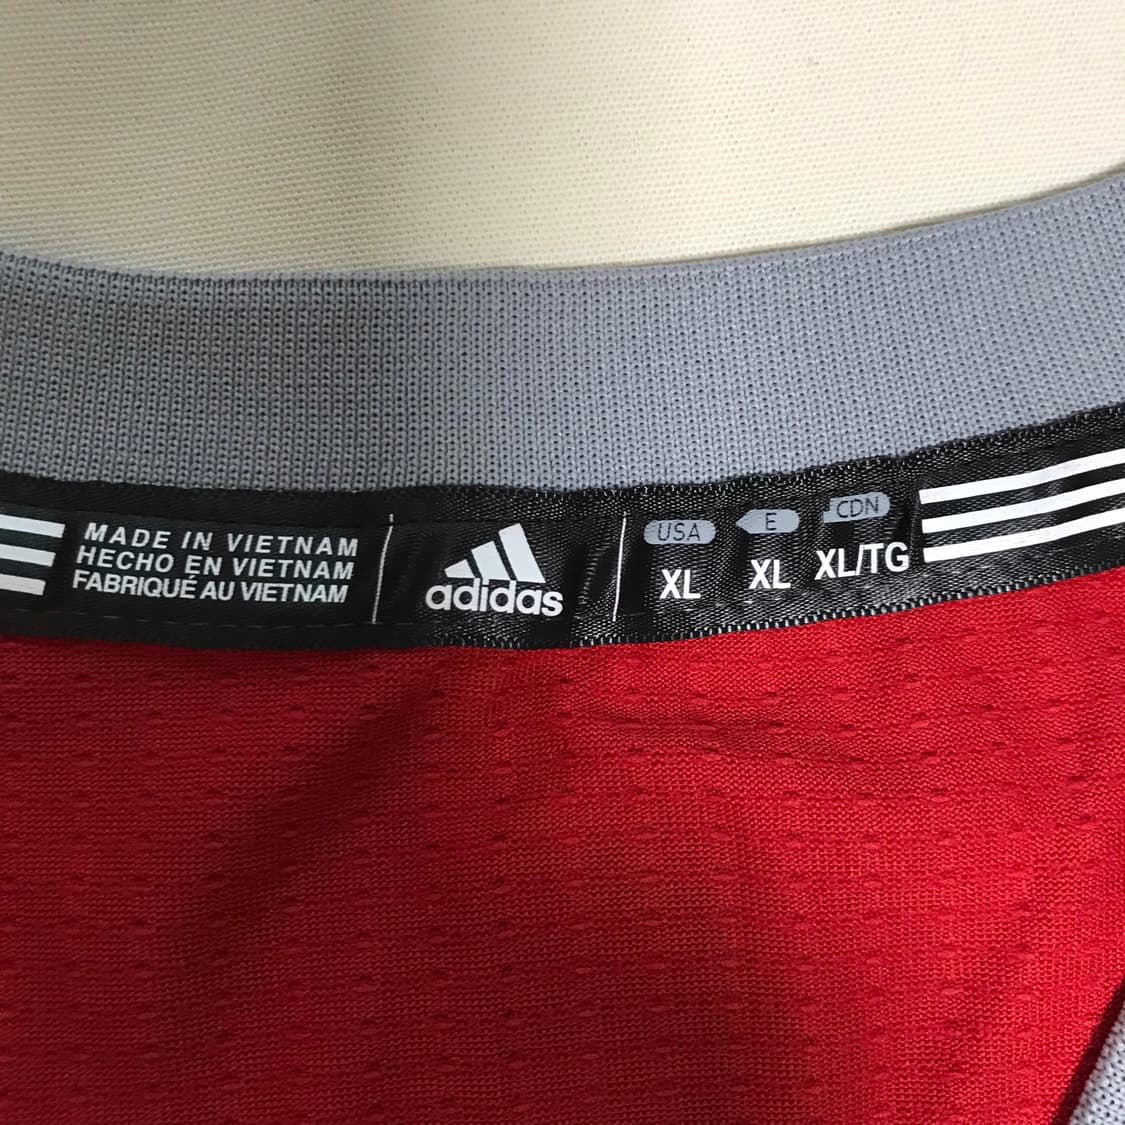 MADE IN VIETNAM
HECHO EN VIETNAM
FABRIQUÉ AU VIETNAM
adidas
USA E CDN
XL XL XL/TG